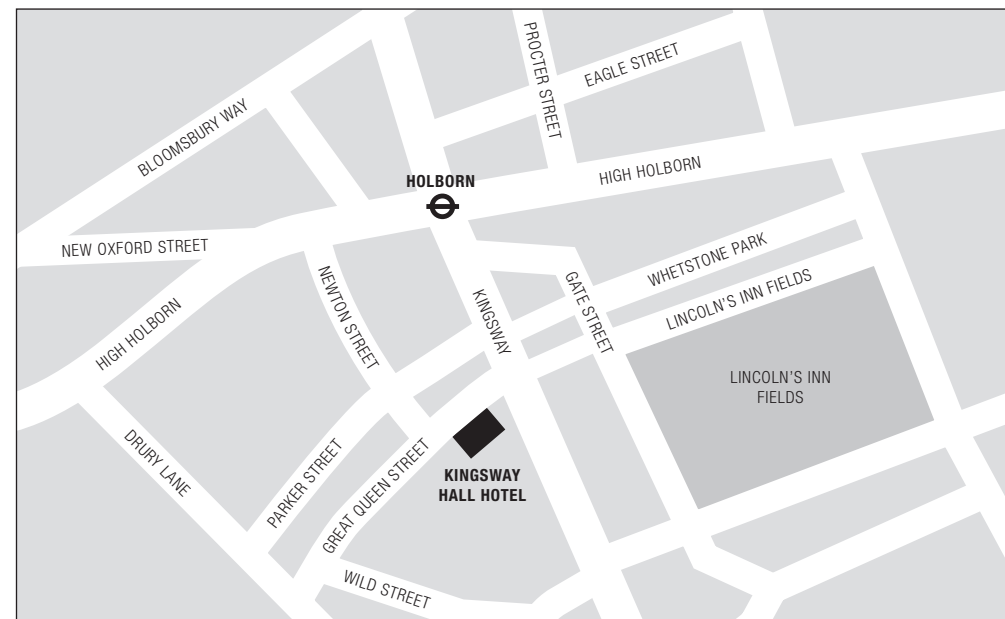 PROCTER STREET
EAGLE STREET
BLOOMSBURY WAY
HOLBORN
HIGH HOLBORN
NEW OXFORD STREET
WHETSTONE PARK
NEWTON STREET
KINGSWAY
GATE STREET
LINCOLN'S INN FIELDS
HIGH HOLBORN
LINCOLN'S INN
FIELDS
DRURY LANE
PARKER STREET
GREAT QUEEN STREET
KINGSWAY
HALL HOTEL
WILD STREET